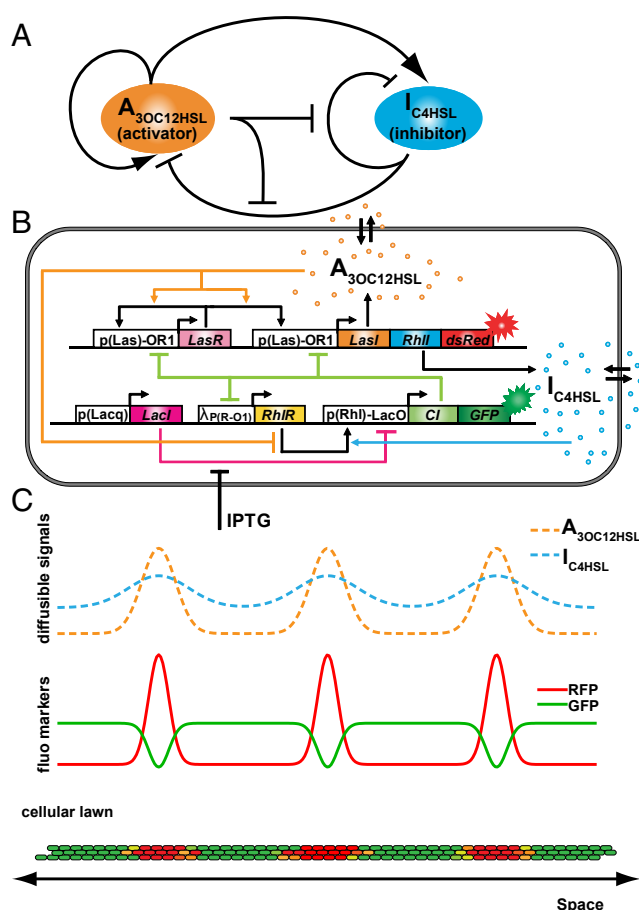 A
A3OC12HSL
(activator)
IC4HSL
(inhibitor)
B
A3OC12HSL
p(Las)-OR1 LasR p(Las)-OR1 LasI RhlI dsRed
IC4HSL
p(Lacq) LacI λP(R-O1) RhlR p(Rhl)-LacO CI GFP
IPTG
C
diffusible signals
A3OC12HSL
IC4HSL
fluo markers
RFP
GFP
cellular lawn
Space